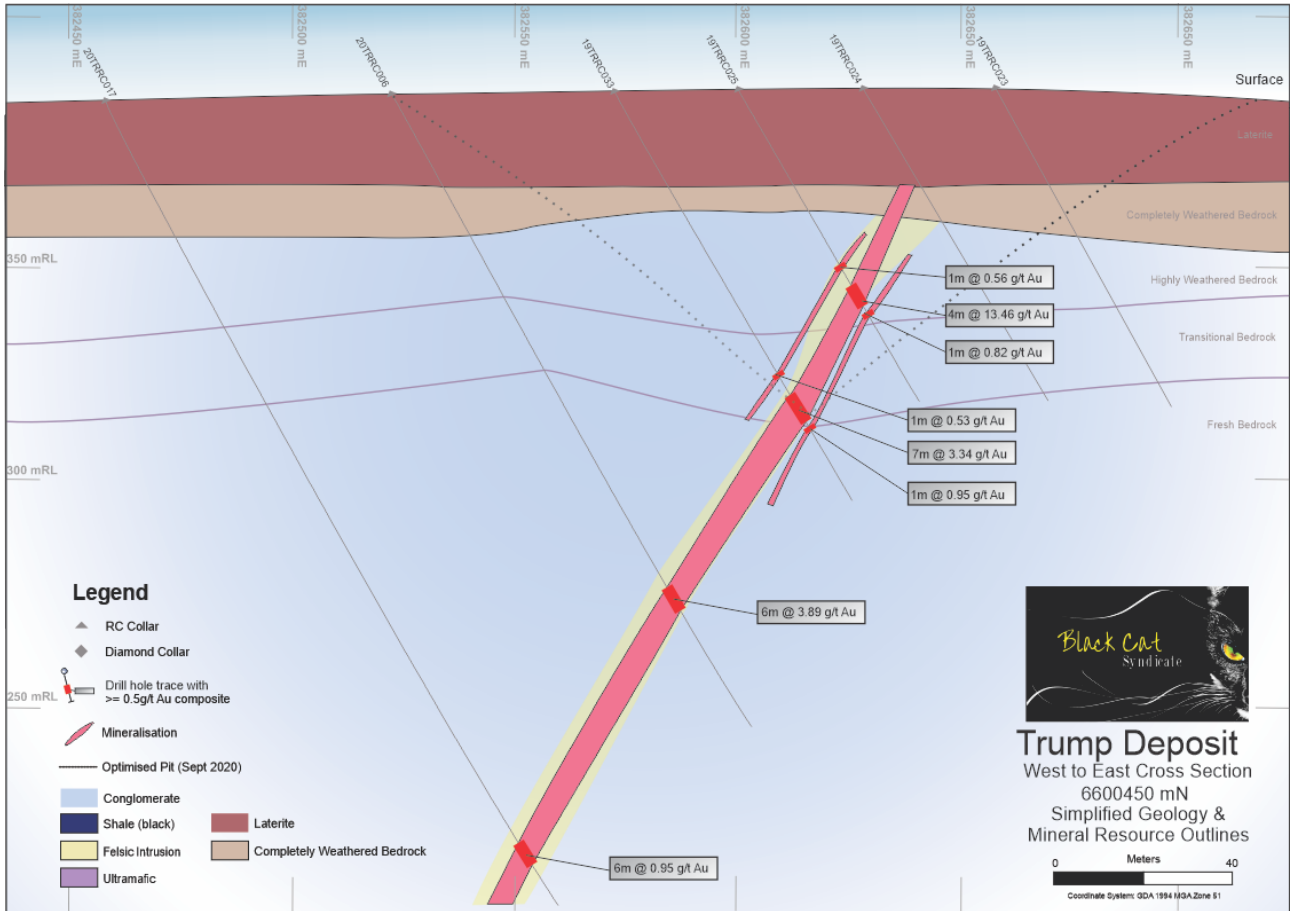 382450 mE
382500 mE
382550 mE
382600 mE
382650 mE
382650 mE
20TRRC017
20TRRC006
19TRRC033
19TRRC025
19TRRC024
19TRRC023
Surface
Laterite
Completely Weathered Bedrock
350 mRL
Highly Weathered Bedrock
Transitional Bedrock
Fresh Bedrock
300 mRL
250 mRL
1m @ 0.56 g/t Au
4m @ 13.46 g/t Au
1m @ 0.82 g/t Au
1m @ 0.53 g/t Au
7m @ 3.34 g/t Au
1m @ 0.95 g/t Au
6m @ 3.89 g/t Au
6m @ 0.95 g/t Au
Legend
RC Collar
Diamond Collar
Drill hole trace with
>= 0.5g/t Au composite
Mineralisation
Optimised Pit (Sept 2020)
Conglomerate
Shale (black)
Felsic Intrusion
Ultramafic
Laterite
Completely Weathered Bedrock
Black Cat
Syndicate
Trump Deposit
West to East Cross Section
6600450 mN
Simplified Geology &
Mineral Resource Outlines
0 Meters 40
Coordinate System: GDA 1994 MGA Zone 51